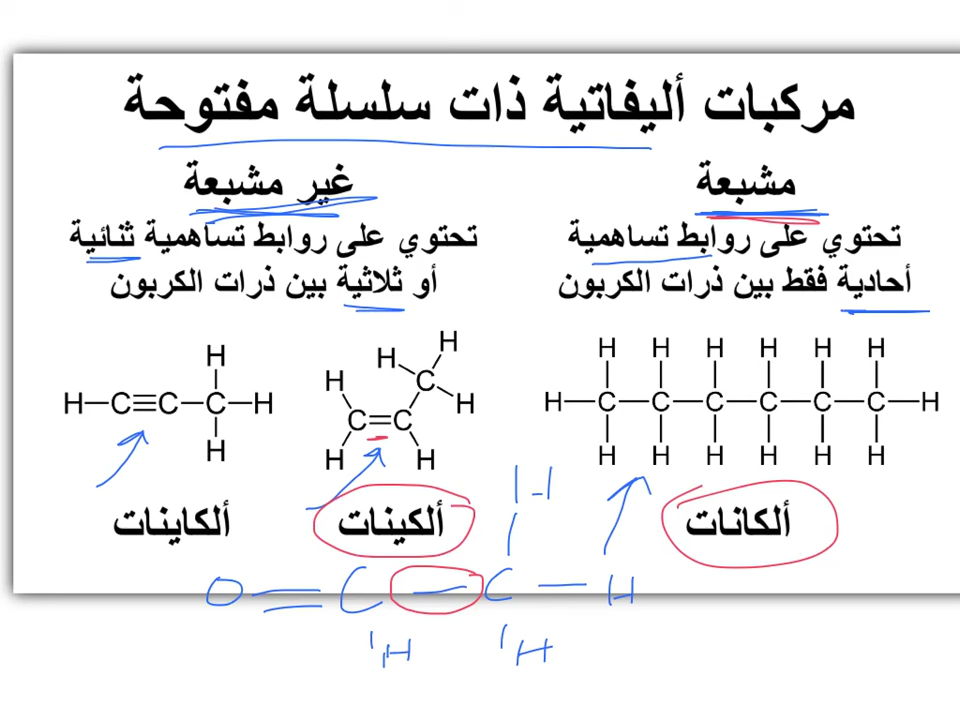 مركبات أليفاتية ذات سلسلة مفتوحة
مشبعة
تحتوي على روابط تساهمية
أحادية فقط بين ذرات الكربون
غير مشبعة
تحتوي على روابط تساهمية ثنائية
أو ثلاثية بين ذرات الكربون
H H H H H H
H—C—C—C—C—C—C—H
H H H H H H
ألكانات
H
H H
C H
C=C
H H
ألكينات
H
H—C≡C—C—H
H
ألكاينات
H
O=C—C—H
H H